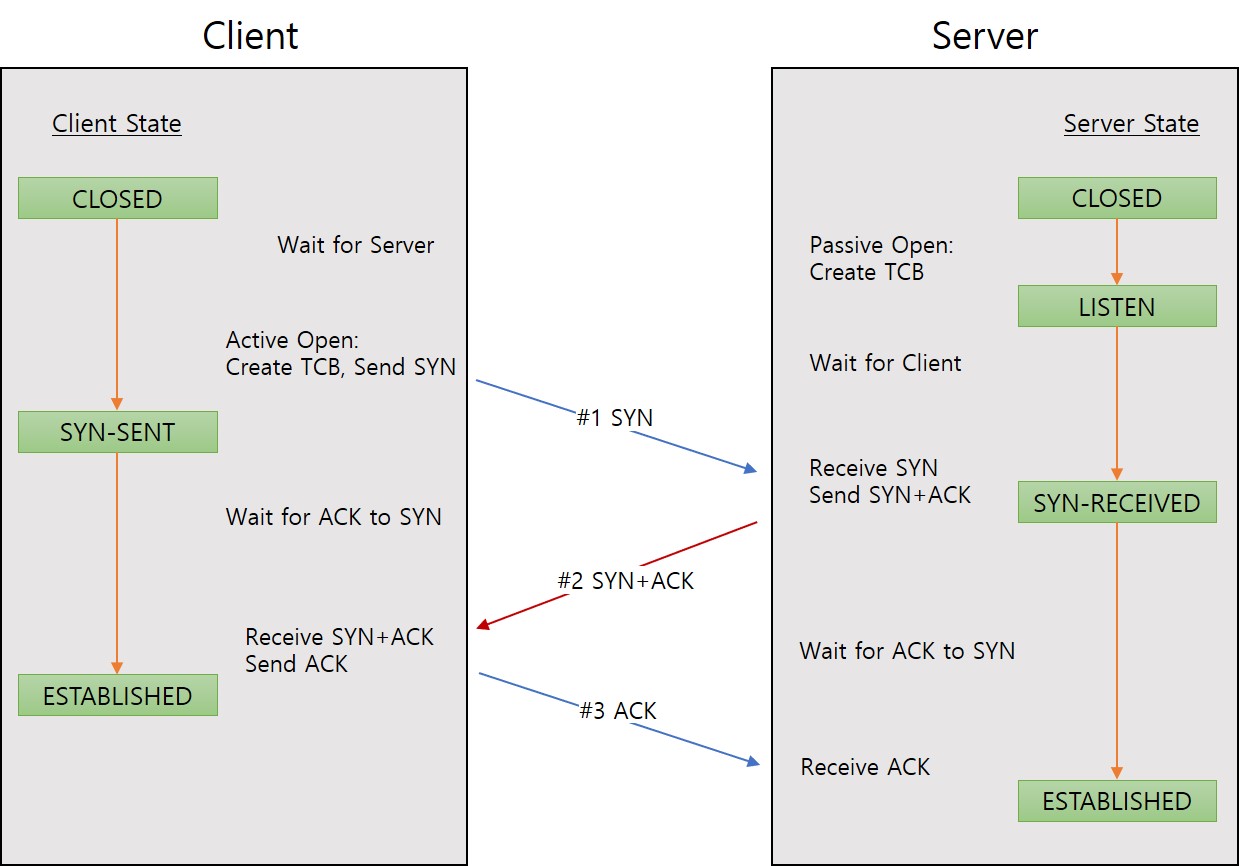 Client
Server
Client State
Server State
CLOSED
CLOSED
Wait for Server
Passive Open:
Create TCB
LISTEN
Active Open:
Create TCB, Send SYN
Wait for Client
#1 SYN
SYN-SENT
Receive SYN
Send SYN+ACK
SYN-RECEIVED
Wait for ACK to SYN
#2 SYN+ACK
Receive SYN+ACK
Send ACK
Wait for ACK to SYN
ESTABLISHED
#3 ACK
Receive ACK
ESTABLISHED